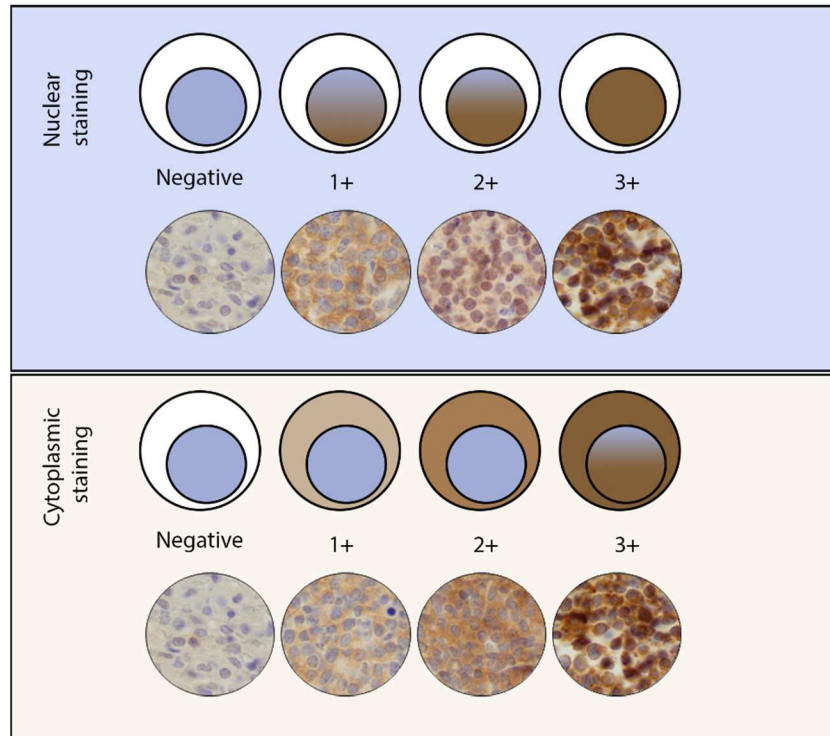 Nuclear
staining
Negative
1+
2+
3+
Cytoplasmic
staining
Negative
1+
2+
3+